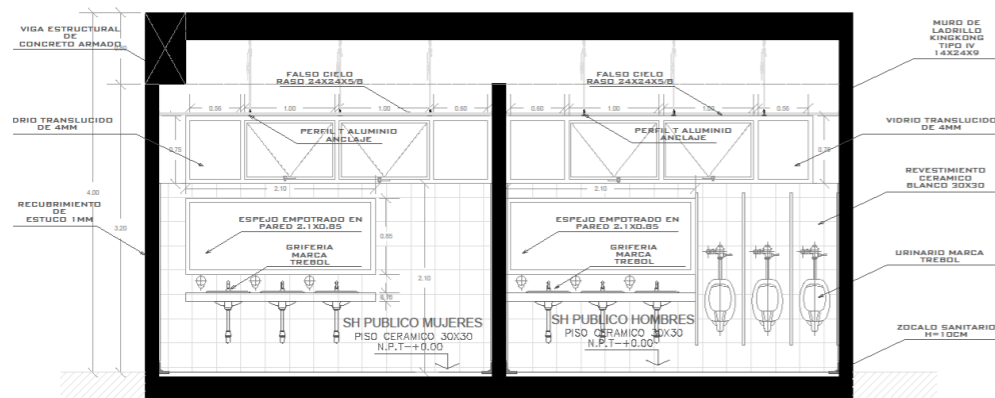 VIGA ESTRUCTURAL
DE
CONCRETO ARMADO
FALSO CIELO
RASO 24X24X5/8
FALSO CIELO
RASO 24X24X5/8
MURO DE
LADRILLO
KINGKONG
TIPO IV
14X24X9
0.56
1.00
1.00
0.60
0.60
1.00
1.00
0.56
DRIO TRANSLUCIDO
DE 4MM
0.75
PERFIL T ALUMINIO
ANCLAJE
PERFIL T ALUMINIO
ANCLAJE
0.75
VIDRIO TRANSLUCIDO
DE 4MM
2.10
2.10
4.00
3.20
RECUBRIMIENTO
DE
ESTUCO 1MM
REVESTIMIENTO
CERAMICO
BLANCO 30X30
ESPEJO EMPOTRADO EN
PARED 2.1X0.85
0.85
ESPEJO EMPOTRADO EN
PARED 2.1X0.85
GRIFERIA
MARCA
TREBOL
2.10
GRIFERIA
MARCA
TREBOL
URINARIO MARCA
TREBOL
SH PUBLICO MUJERES
PISO CERAMICO 30X30
N.P.T-+0.00
SH PUBLICO HOMBRES
PISO CERAMICO 30X30
N.P.T-+0.00
ZOCALO SANITARIO
H=10CM